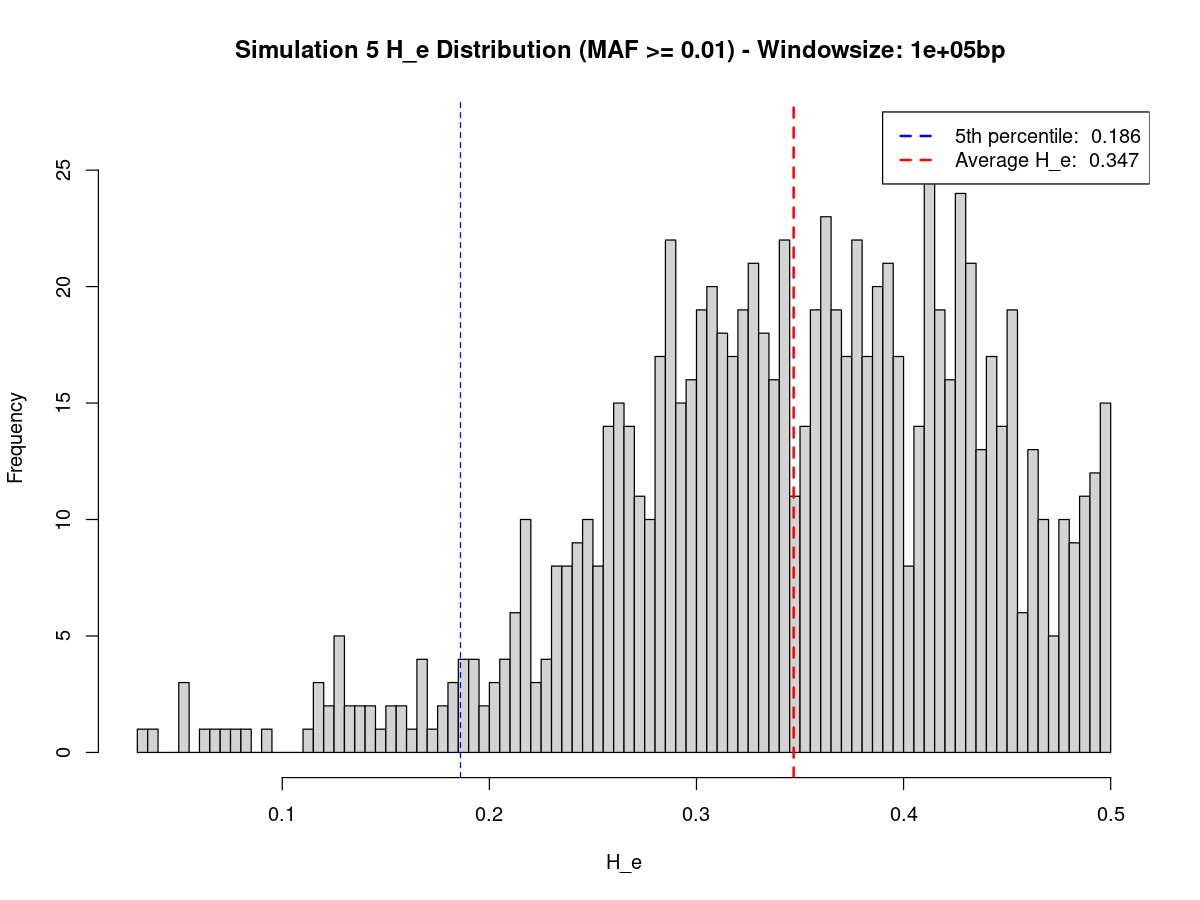 Simulation 5 H_e Distribution (MAF >= 0.01) - Windowsize: 1e+05bp
5th percentile: 0.186
Average H_e: 0.347
Frequency
25
20
15
10
5
0
0.1 0.2 0.3 0.4 0.5
H_e